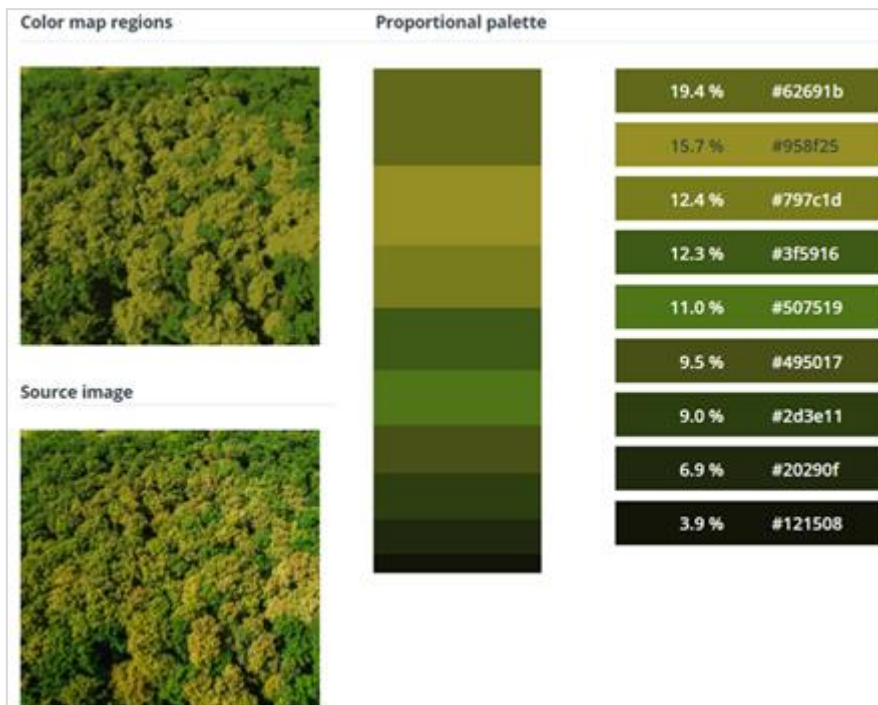 Color map regions
Proportional palette
19.4 % #62691b
15.7 % #958f25
12.4 % #797c1d
12.3 % #3f5916
11.0 % #507519
9.5 % #495017
9.0 % #2d3e11
6.9 % #20290f
3.9 % #121508
Source image